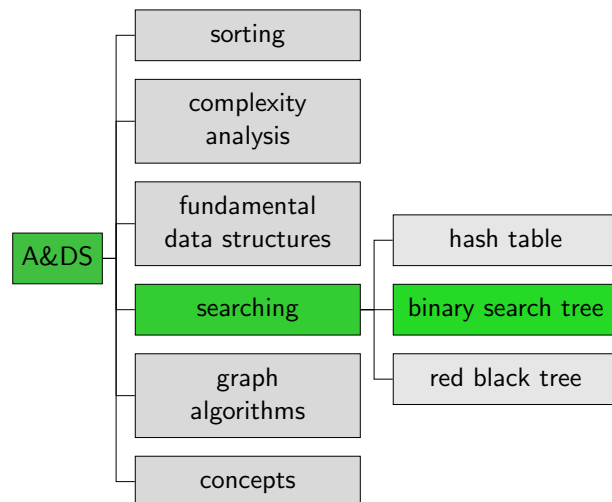 A&DS
sorting
complexity
analysis
fundamental
data structures
searching
graph
algorithms
concepts
hash table
binary search tree
red black tree